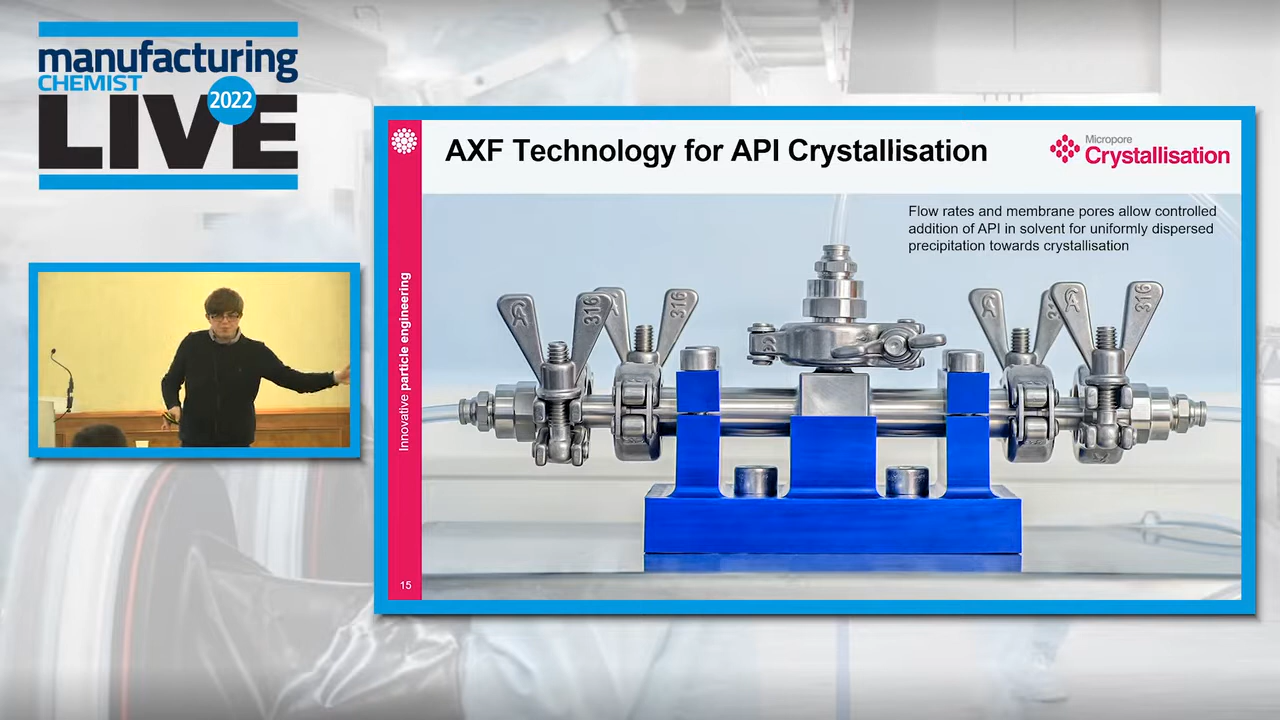 manufacturing
CHEMIST
LIVE
2022
AXF Technology for API Crystallisation
Micropore
Crystallisation
Flow rates and membrane pores allow controlled
addition of API in solvent for uniformly dispersed
precipitation towards crystallisation
Innovative particle engineering
316
316
316
316
15